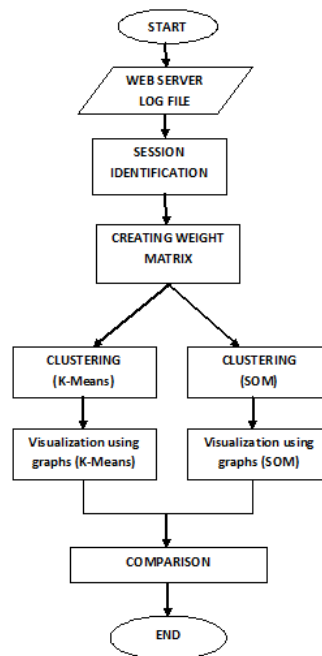 START
WEB SERVER
LOG FILE
SESSION
IDENTIFICATION
CREATING WEIGHT
MATRIX
CLUSTERING
(K-Means)
CLUSTERING
(SOM)
Visualization using
graphs (K-Means)
Visualization using
graphs (SOM)
COMPARISON
END